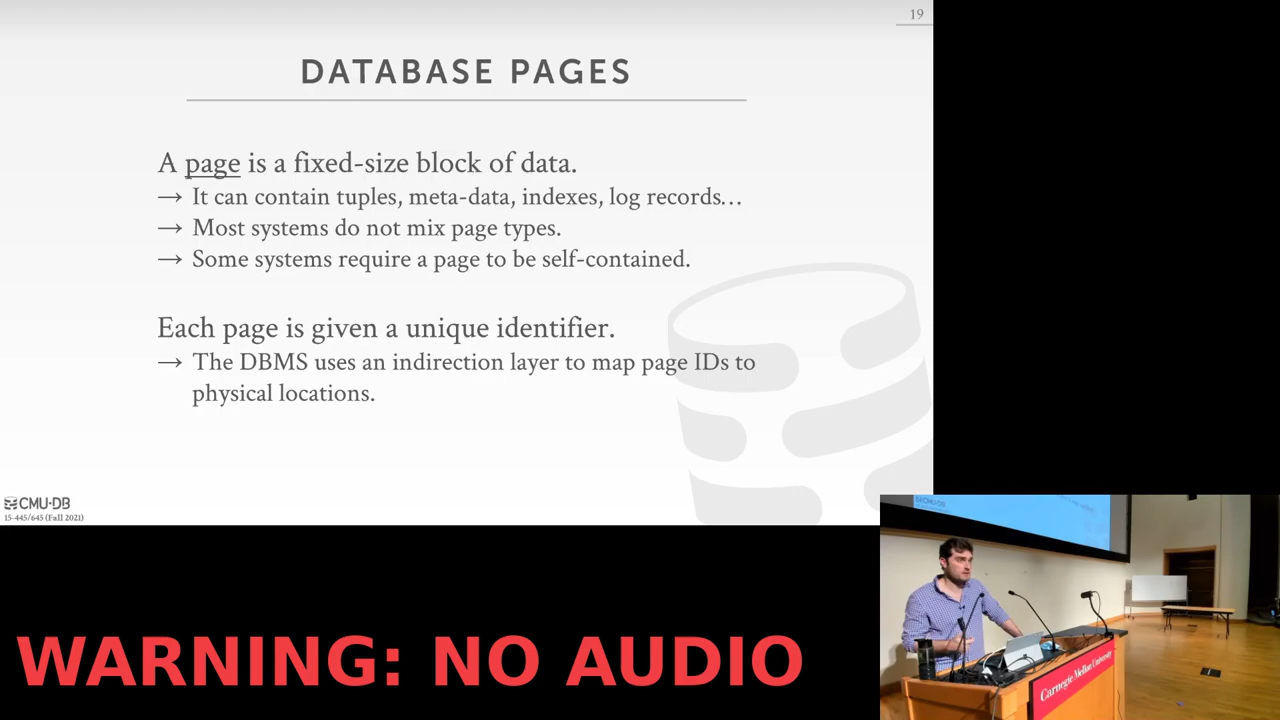 19
DATABASE PAGES
A page is a fixed-size block of data.
→ It can contain tuples, meta-data, indexes, log records…
→ Most systems do not mix page types.
→ Some systems require a page to be self-contained.
Each page is given a unique identifier.
→ The DBMS uses an indirection layer to map page IDs to
physical locations.
CMU·DB
15-445/645 (Fall 2021)
WARNING: NO AUDIO
Carnegie Mellon University